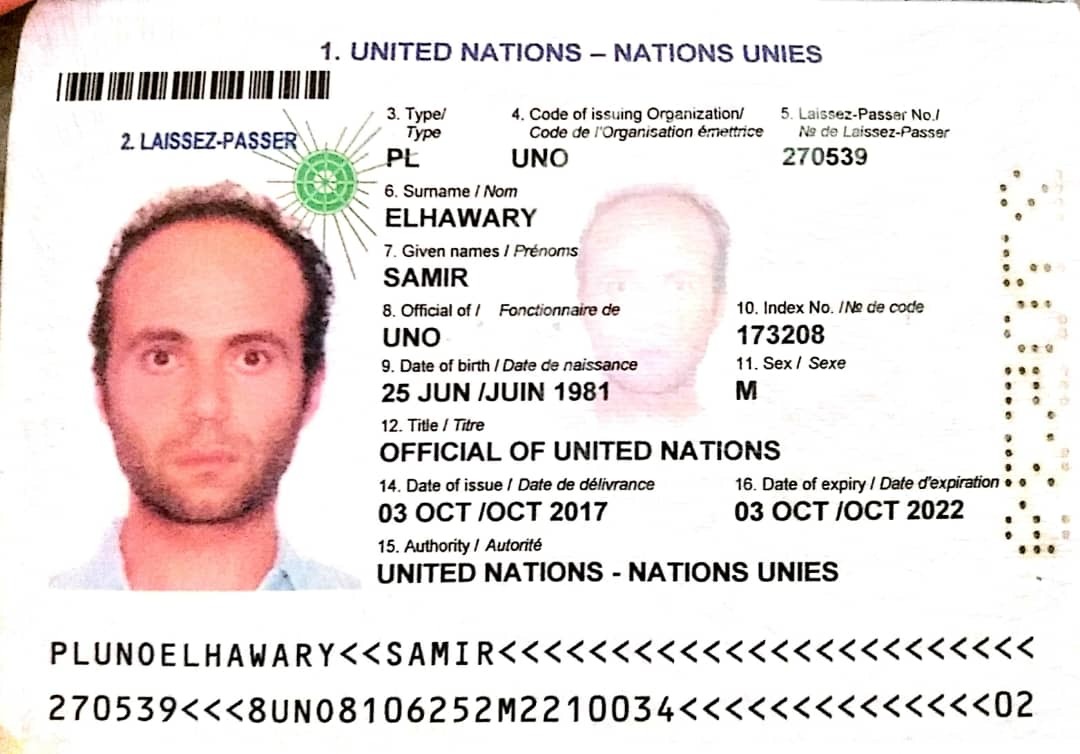 1. UNITED NATIONS – NATIONS UNIES
2. LAISSEZ-PASSER
3. Type/
Type
PL
4. Code of issuing Organization/
Code de l'Organisation émettrice
UNO
5. Laissez-Passer No./
№ de Laissez-Passer
270539
6. Surname / Nom
ELHAWARY
7. Given names / Prénoms
SAMIR
8. Official of / Fonctionnaire de
UNO
10. Index No. /№ de code
173208
9. Date of birth / Date de naissance
25 JUN /JUIN 1981
11. Sex / Sexe
M
12. Title / Titre
OFFICIAL OF UNITED NATIONS
14. Date of issue / Date de délivrance
03 OCT /OCT 2017
16. Date of expiry / Date d'expiration
03 OCT /OCT 2022
15. Authority / Autorité
UNITED NATIONS - NATIONS UNIES
PLUNOELHAWARY<<SAMIR<<<<<<<<<<<<<<<<<<<<<<<<
270539<<<8UNO8106252M2210034<<<<<<<<<<<<<<02